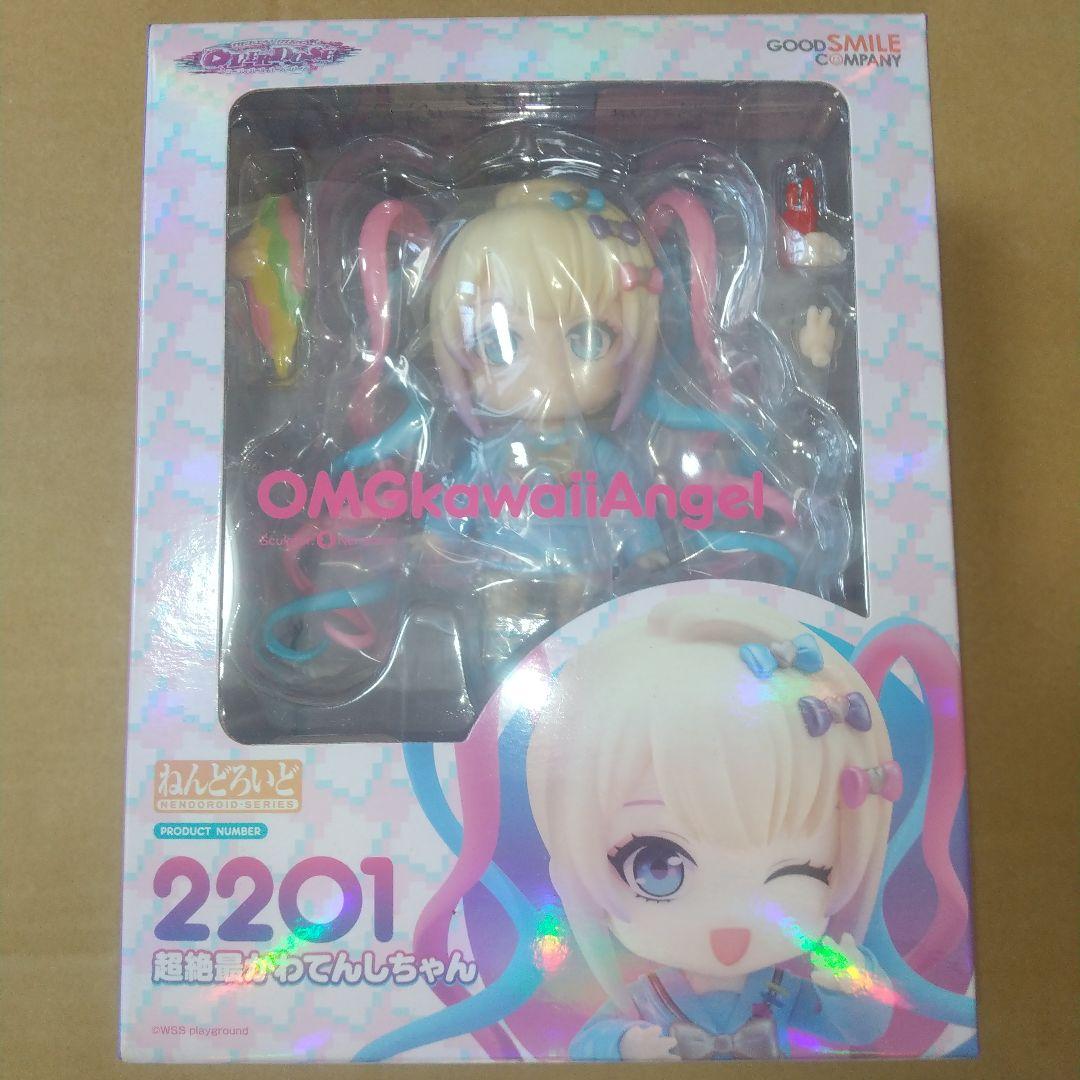 OVERDOSE
GOOD SMILE
COMPANY
OMGkawaiiAngel
ねんどろいど
NENDOROID·SERIES
PRODUCT NUMBER
2201
超絶最かわてんしちゃん
©WSS playground